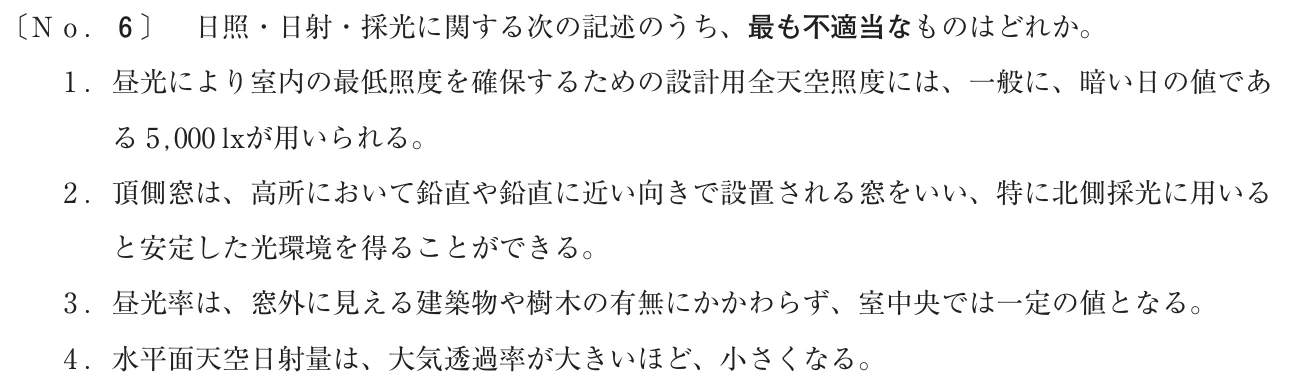 〔Ｎｏ．６〕　日照・日射・採光に関する次の記述のうち、最も不適当なものはどれか。
１．昼光により室内の最低照度を確保するための設計用全天空照度には、一般に、暗い日の値であ
る 5,000 lxが用いられる。
２．頂側窓は、高所において鉛直や鉛直に近い向きで設置される窓をいい、特に北側採光に用いる
と安定した光環境を得ることができる。
３．昼光率は、窓外に見える建築物や樹木の有無にかかわらず、室中央では一定の値となる。
４．水平面天空日射量は、大気透過率が大きいほど、小さくなる。